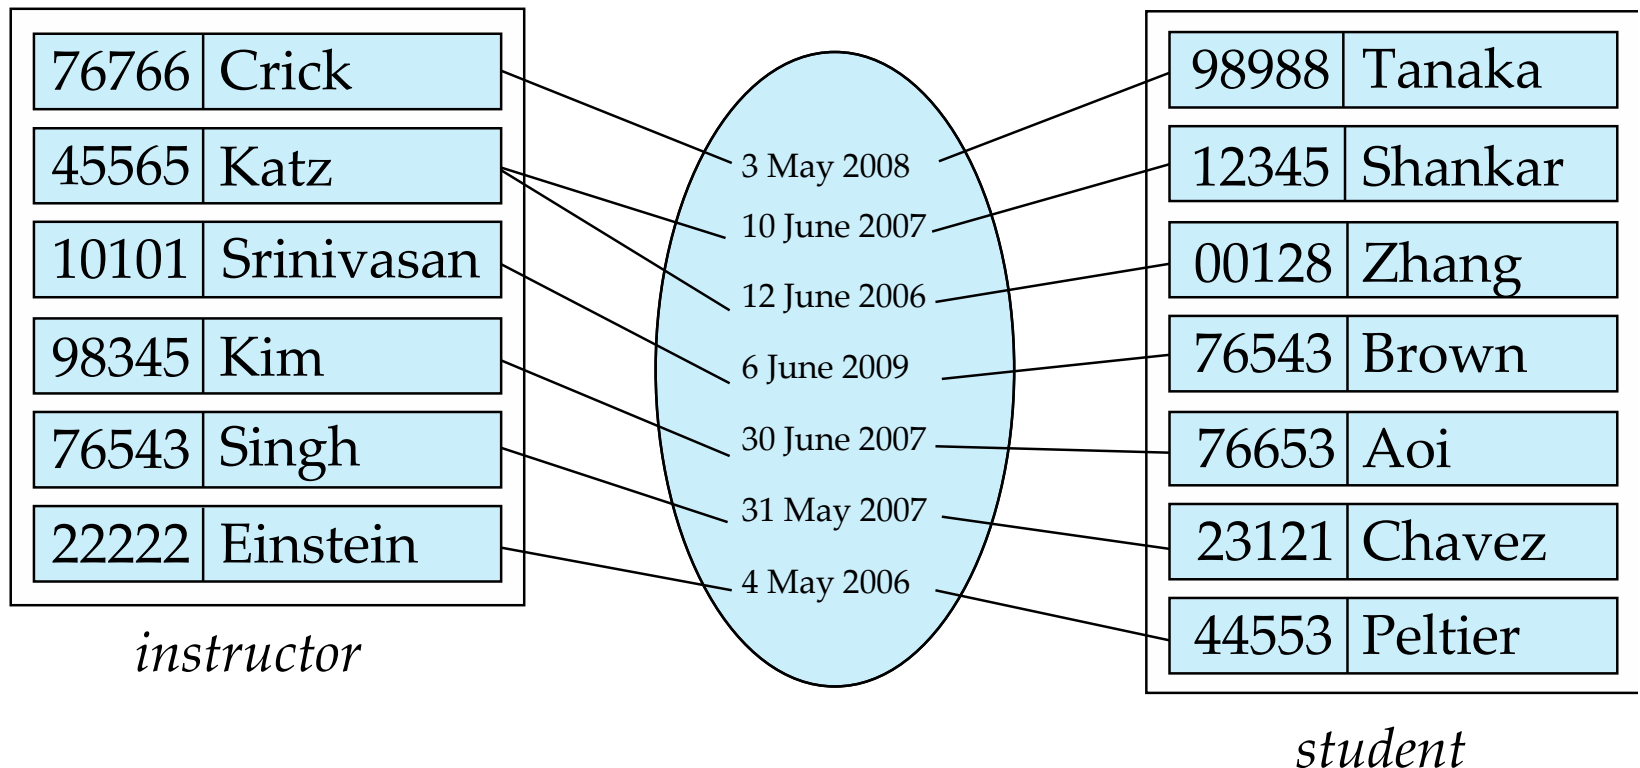 76766 Crick
45565 Katz
10101 Srinivasan
98345 Kim
76543 Singh
22222 Einstein
instructor
3 May 2008
10 June 2007
12 June 2006
6 June 2009
30 June 2007
31 May 2007
4 May 2006
98988 Tanaka
12345 Shankar
00128 Zhang
76543 Brown
76653 Aoi
23121 Chavez
44553 Peltier
student